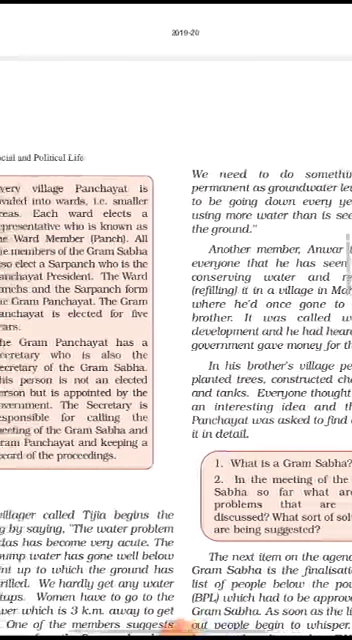 2019-20
cial and Political Life
very village Panchayat is
vided into wards, i.e. smaller
eas. Each ward elects a
epresentative who is known as
he Ward Member (Panch). All
e members of the Gram Sabha
so elect a Sarpanch who is the
anchayat President. The Ward
anchs and the Sarpanch form
e Gram Panchayat. The Gram
anchayat is elected for five
ears.
he Gram Panchayat has a
ecretary who is also the
ecretary of the Gram Sabha.
his person is not an elected
erson but is appointed by the
overnment. The Secretary is
esponsible for calling the
eeting of the Gram Sabha and
ram Panchayat and keeping a
ecord of the proceedings.
villager called Tijia begins the
g by saying, "The water problem
das has become very acute. The
ump water has gone well below
int up to which the ground has
rilled. We hardly get any water
ps. Women have to go to the
ver which is 3 k.m. away to get
One of the members suggests
We need to do somethin
permanent as groundwater lev
to be going down every ye
using more water than is see
the ground."
Another member, Anwar t
everyone that he has seen
conserving water and r
(refilling) it in a village in Mah
where he'd once gone to
brother. It was called w
development and he had hear
government gave money for th
In his brother's village pe
planted trees, constructed che
and tanks. Everyone thought
an interesting idea and th
Panchayat was asked to find o
it in detail.
1. What is a Gram Sabha?
2. In the meeting of the
Sabha so far what are
problems that are
discussed? What sort of sol
are being suggested?
The next item on the agen
Gram Sabha is the finalisatio
list of people below the po
(BPL) which had to be approv
Gram Sabha. As soon as the li
out people begin to whisper.